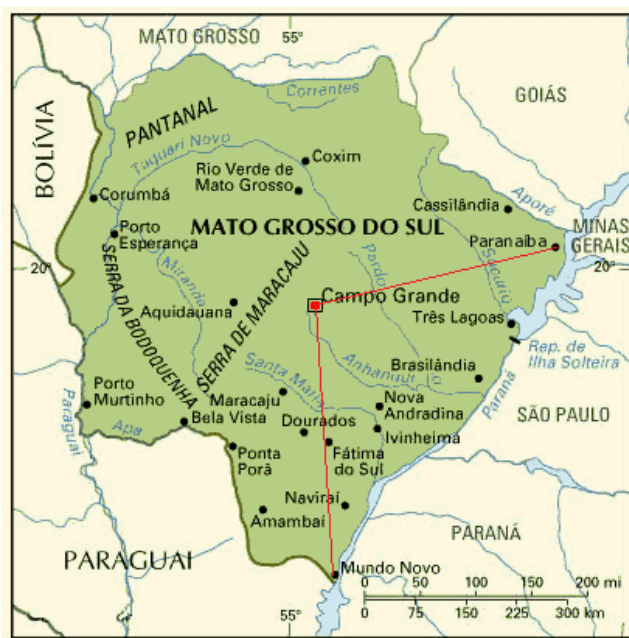 MATO GROSSO
55°
GOIÁS
BOLÍVIA
PANTANAL
Correntes
Taquari Novo
Coxim
Rio Verde de
Mato Grosso
Corumbá
Cassilândia
Aporé
Porto
Esperança
MATO GROSSO DO SUL
MINAS
GERAIS
Paranaíba
20°
20°
SERRA DA BODOQUENHA
Miranda
SERRA DE MARACAJU
Pardo
Sucuriú
Aquidauana
Campo Grande
Três Lagoas
Rep. de
Ilha Solteira
Santa Maria
Anhanduí
Brasilândia
Paraná
Porto
Murtinho
Maracaju
Nova
Andradina
SÃO PAULO
Paraguai
Apa
Bela Vista
Dourados
Ivinheima
Ponta
Porã
Fátima
do Sul
Naviraí
Amambaí
PARANÁ
PARAGUAI
Mundo Novo
0 50 100 150 200 mi
0 75 150 225 300 km
55°